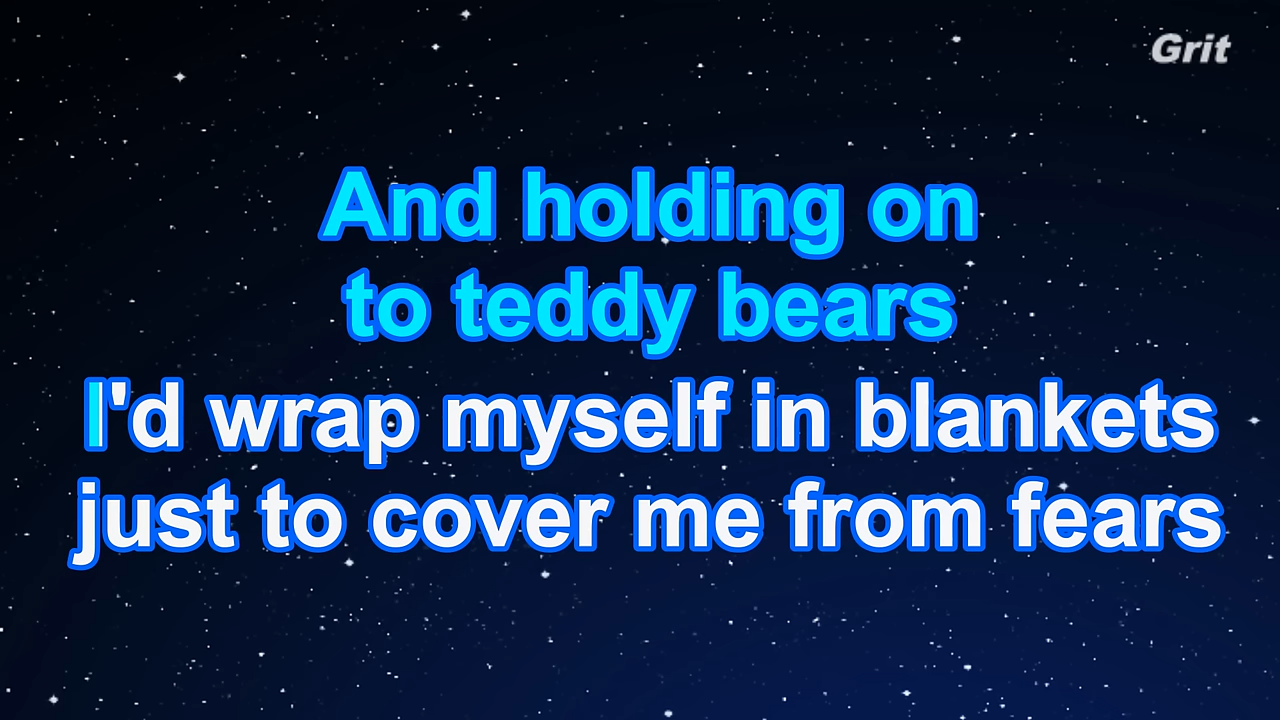 Grit
And holding on
to teddy bears
I'd wrap myself in blankets
just to cover me from fears